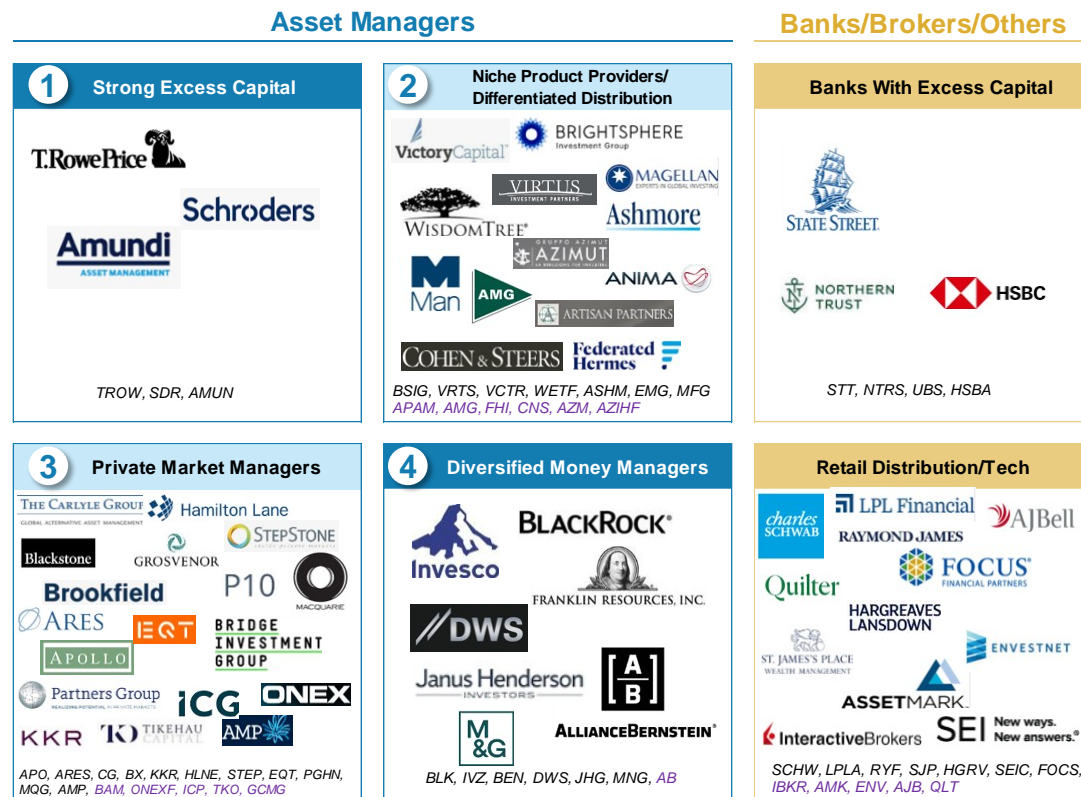 Asset Managers
Banks/Brokers/Others
1
Strong Excess Capital
T.RowePrice
Schroders
Amundi
ASSET MANAGEMENT
TROW, SDR, AMUN
2
Niche Product Providers/
Differentiated Distribution
VictoryCapital™
BRIGHTSPHERE
Investment Group
VIRTUS
INVESTMENT PARTNERS
MAGELLAN
EXPERTS IN GLOBAL INVESTING
WISDOMTREE®
Ashmore
GRUPPO AZIMUT
AZIMUT
Man
AMG
ANIMA
ARTISAN PARTNERS
COHEN & STEERS
Federated
Hermes
BSIG, VRTS, VCTR, WETF, ASHM, EMG, MFG
APAM, AMG, FHI, CNS, AZM, AZIHF
Banks With Excess Capital
STATE STREET.
NORTHERN
TRUST
HSBC
STT, NTRS, UBS, HSBA
3
Private Market Managers
THE CARLYLE GROUP
GLOBAL ALTERNATIVE ASSET MANAGEMENT
Hamilton Lane
STEPSTONE
Blackstone
GROSVENOR
Brookfield
P10
MACQUARIE
ARES
EQT
BRIDGE
INVESTMENT
GROUP
APOLLO
Partners Group
REALIZING POTENTIAL IN PRIVATE MARKETS
ICG
ONEX
KKR
TKO
TIKEHAU
CAPITAL
AMP
APO, ARES, CG, BX, KKR, HLNE, STEP, EQT, PGHN,
MQG, AMP, BAM, ONEXF, ICP, TKO, GCMG
4
Diversified Money Managers
Invesco
BLACKROCK®
FRANKLIN RESOURCES, INC.
DWS
Janus Henderson
INVESTORS
A
B
M
&G
ALLIANCEBERNSTEIN®
BLK, IVZ, BEN, DWS, JHG, MNG, AB
Retail Distribution/Tech
charles
SCHWAB
LPL Financial
AJBell
RAYMOND JAMES
Quilter
FOCUS®
FINANCIAL PARTNERS
HARGREAVES
LANSDOWN
ST. JAMES'S PLACE
WEALTH MANAGEMENT
ENVESTNET
ASSETMARK.
InteractiveBrokers
SEI
New ways.
New answers.®
SCHW, LPLA, RYF, SJP, HGRV, SEIC, FOCS,
IBKR, AMK, ENV, AJB, QLT